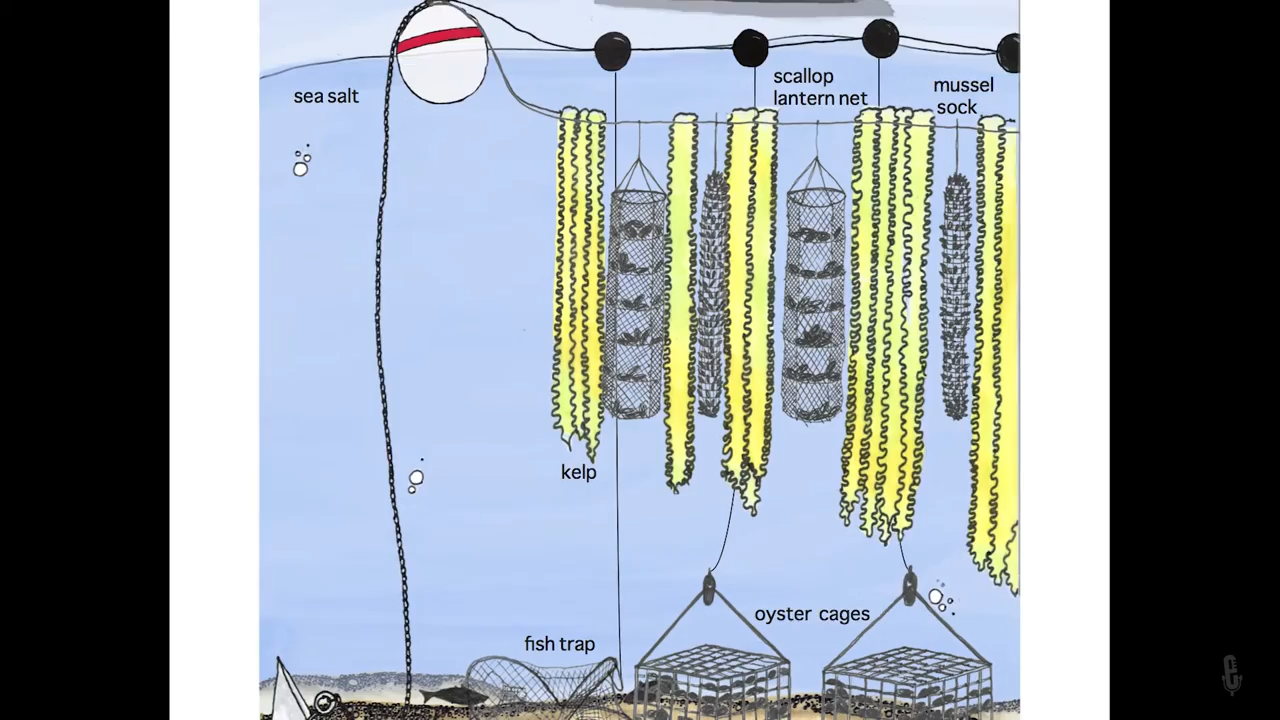 scallop
lantern net
mussel
sock
sea salt
kelp
oyster cages
fish trap